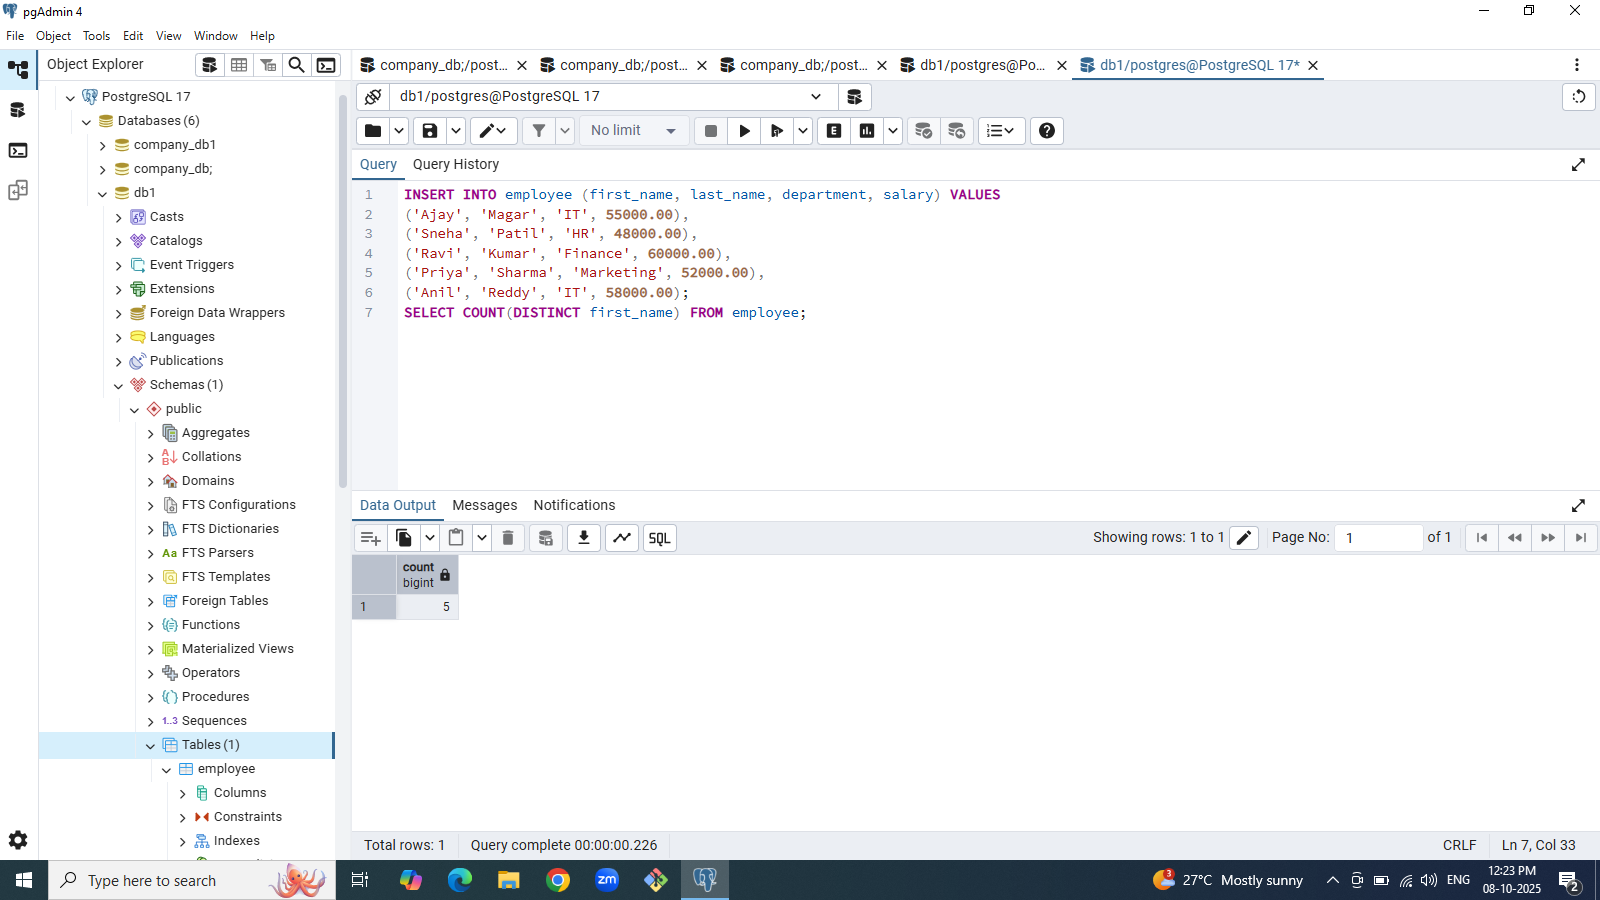 pgAdmin 4
File Object Tools Edit View Window Help
Object Explorer
PostgreSQL 17
Databases (6)
company_db1
company_db;
db1
Casts
Catalogs
Event Triggers
Extensions
Foreign Data Wrappers
Languages
Publications
Schemas (1)
public
Aggregates
Collations
Domains
FTS Configurations
FTS Dictionaries
Aa FTS Parsers
FTS Templates
Foreign Tables
Functions
Materialized Views
Operators
Procedures
1..3 Sequences
Tables (1)
employee
Columns
Constraints
Indexes
company_db;/post... company_db;/post... company_db;/post... db1/postgres@Po... db1/postgres@PostgreSQL 17*
db1/postgres@PostgreSQL 17
No limit
E
Query Query History
1 INSERT INTO employee (first_name, last_name, department, salary) VALUES
2 ('Ajay', 'Magar', 'IT', 55000.00),
3 ('Sneha', 'Patil', 'HR', 48000.00),
4 ('Ravi', 'Kumar', 'Finance', 60000.00),
5 ('Priya', 'Sharma', 'Marketing', 52000.00),
6 ('Anil', 'Reddy', 'IT', 58000.00);
7 SELECT COUNT(DISTINCT first_name) FROM employee;
Data Output Messages Notifications
SQL
Showing rows: 1 to 1 Page No: 1 of 1
count
bigint
1 5
Total rows: 1 Query complete 00:00:00.226 CRLF Ln 7, Col 33
Type here to search
zm
3
27°C Mostly sunny
ENG
12:23 PM
08-10-2025
2